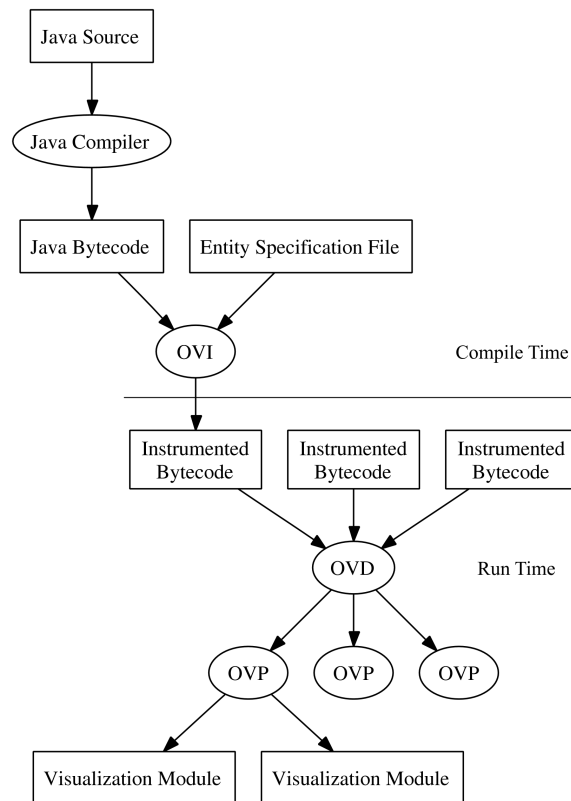 Java Source
Java Compiler
Java Bytecode
Entity Specification File
OVI
Compile Time
Instrumented
Bytecode
Instrumented
Bytecode
Instrumented
Bytecode
OVD
Run Time
OVP
OVP
OVP
Visualization Module
Visualization Module